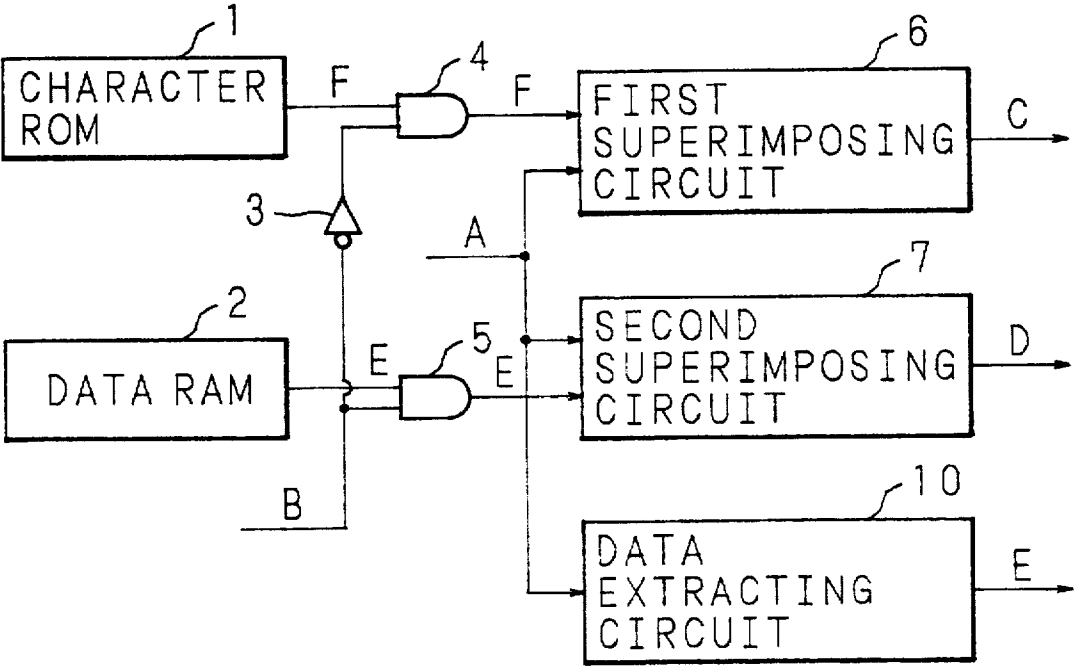 1
CHARACTER
ROM
F
4
F
6
FIRST
SUPERIMPOSING
CIRCUIT
C
3
A
2
DATA RAM
E
5
E
7
SECOND
SUPERIMPOSING
CIRCUIT
D
B
10
DATA
EXTRACTING
CIRCUIT
E